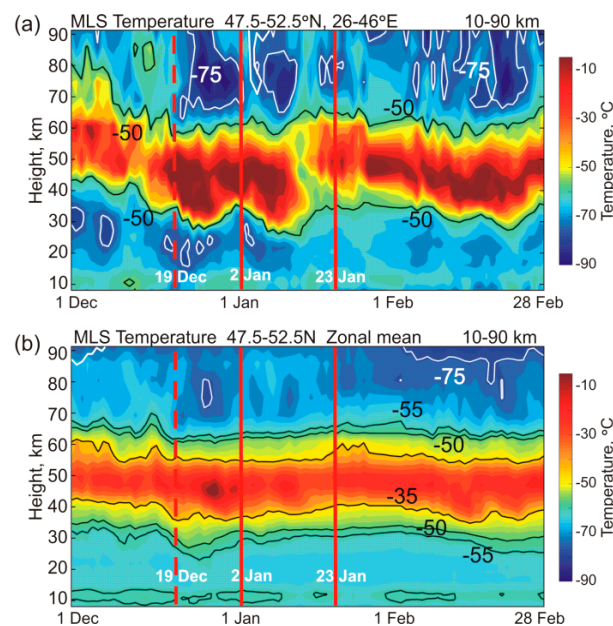 (a) MLS Temperature 47.5-52.5°N, 26-46°E 10-90 km
Height, km
90
80
70
60
50
40
30
20
10
-75
-75
-50
-50
-50
-50
19 Dec
2 Jan
23 Jan
1 Dec
1 Jan
1 Feb
28 Feb
-10
-30
-50
-70
-90
Temperature, °C
(b) MLS Temperature 47.5-52.5N Zonal mean 10-90 km
Height, km
90
80
70
60
50
40
30
20
10
-75
-55
-50
-35
-50
-55
19 Dec
2 Jan
23 Jan
1 Dec
1 Jan
1 Feb
28 Feb
-10
-30
-50
-70
-90
Temperature, °C